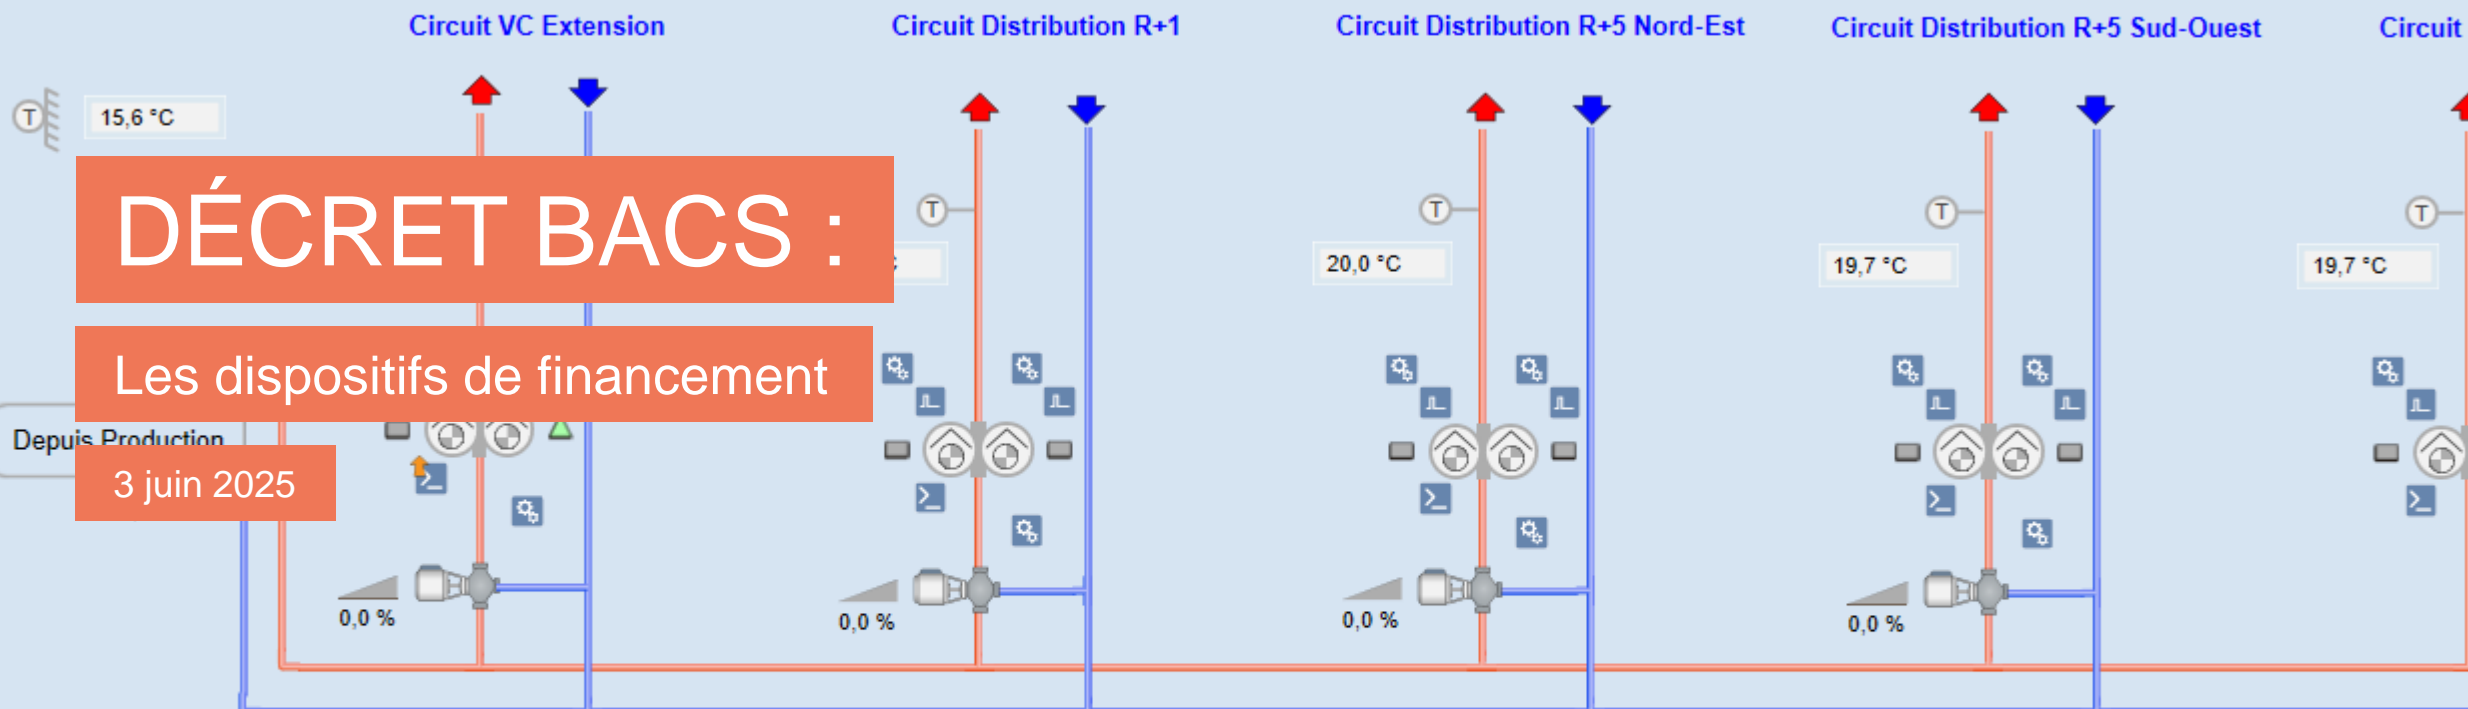 Circuit VC Extension
Circuit Distribution R+1
Circuit Distribution R+5 Nord-Est
Circuit Distribution R+5 Sud-Ouest
Circuit
T
15,6 °C
DÉCRET BACS :
T
T
T
T
20,0 °C
19,7 °C
19,7 °C
Les dispositifs de financement
Depuis Production
3 juin 2025
0,0 %
0,0 %
0,0 %
0,0 %